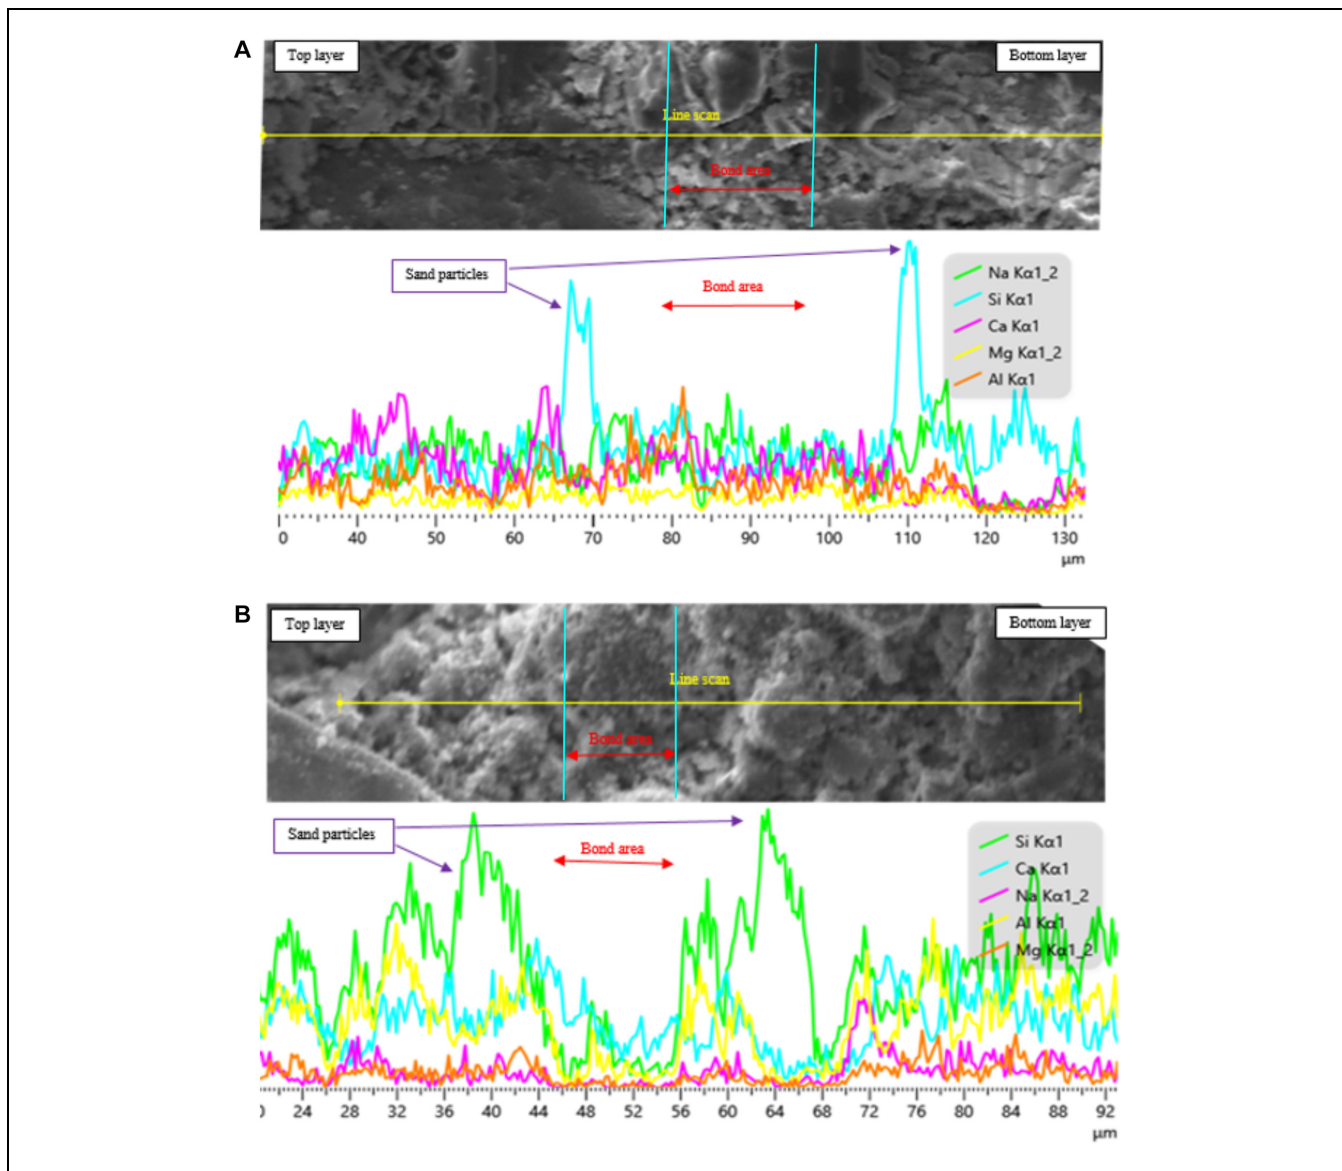 A
Top layer
Bottom layer
Line scan
Bond area
Sand particles
Bond area
Na Kα1_2
Si Kα1
Ca Kα1
Mg Kα1_2
Al Kα1
0 40 50 60 70 80 90 100 110 120 130
µm
B
Top layer
Bottom layer
Line scan
Bond area
Sand particles
Bond area
Si Kα1
Ca Kα1
Na Kα1_2
Al Kα1
Mg Kα1_2
24 28 32 36 40 44 48 52 56 60 64 68 72 76 80 84 88 92
µm